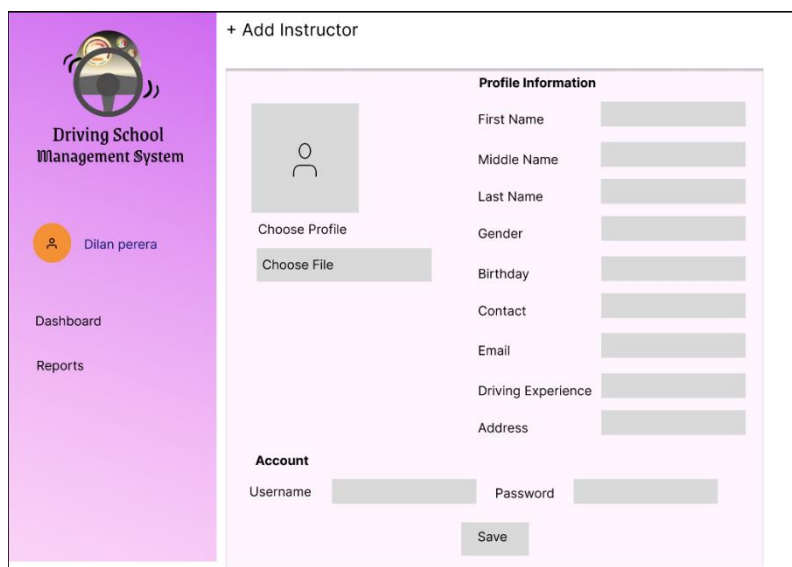 + Add Instructor
Driving School
Management System
Dilan perera
Dashboard
Reports
Choose Profile
Choose File
Profile Information
First Name
Middle Name
Last Name
Gender
Birthday
Contact
Email
Driving Experience
Address
Account
Username
Password
Save